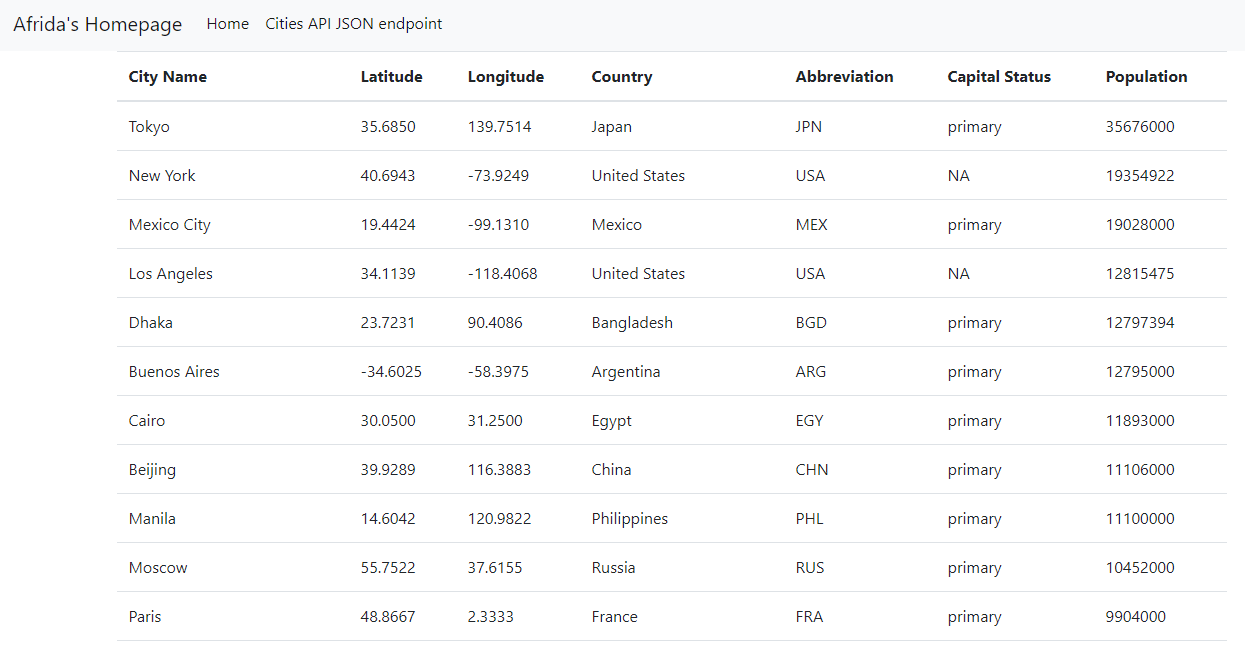 Afrida's Homepage Home Cities API JSON endpoint
City Name Latitude Longitude Country Abbreviation Capital Status Population
Tokyo 35.6850 139.7514 Japan JPN primary 35676000
New York 40.6943 -73.9249 United States USA NA 19354922
Mexico City 19.4424 -99.1310 Mexico MEX primary 19028000
Los Angeles 34.1139 -118.4068 United States USA NA 12815475
Dhaka 23.7231 90.4086 Bangladesh BGD primary 12797394
Buenos Aires -34.6025 -58.3975 Argentina ARG primary 12795000
Cairo 30.0500 31.2500 Egypt EGY primary 11893000
Beijing 39.9289 116.3883 China CHN primary 11106000
Manila 14.6042 120.9822 Philippines PHL primary 11100000
Moscow 55.7522 37.6155 Russia RUS primary 10452000
Paris 48.8667 2.3333 France FRA primary 9904000